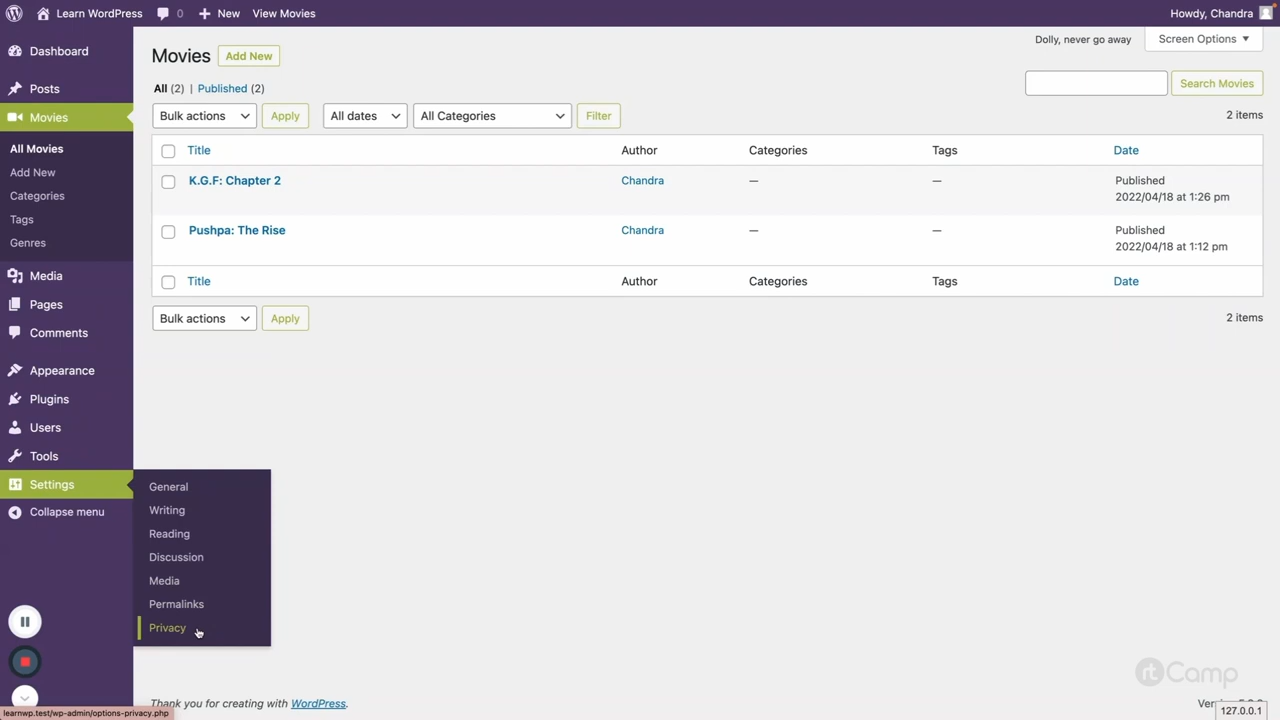 Learn WordPress 0 New View Movies Howdy, Chandra
Dashboard
Posts
Movies
All Movies
Add New
Categories
Tags
Genres
Media
Pages
Comments
Appearance
Plugins
Users
Tools
Settings
Collapse menu
General
Writing
Reading
Discussion
Media
Permalinks
Privacy
Dolly, never go away Screen Options
Movies Add New
All (2) | Published (2)
Search Movies
Bulk actions Apply All dates All Categories Filter 2 items
Title Author Categories Tags Date
K.G.F: Chapter 2 Chandra — — Published
2022/04/18 at 1:26 pm
Pushpa: The Rise Chandra — — Published
2022/04/18 at 1:12 pm
Title Author Categories Tags Date
Bulk actions Apply 2 items
rtCamp
Thank you for creating with WordPress.
learnwp.test/wp-admin/options-privacy.php
127.0.0.1